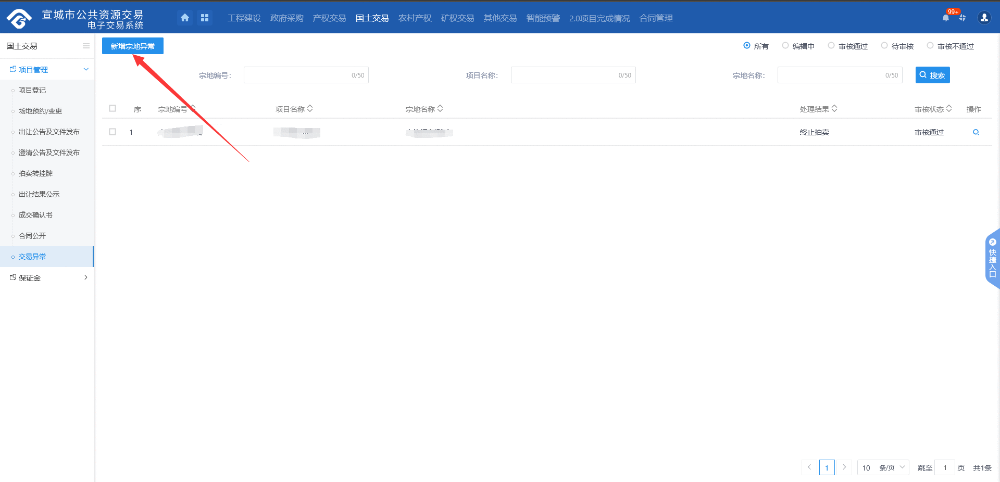 宣城市公共资源交易
电子交易系统
工程建设 政府采购 产权交易 国土交易 农村产权 矿权交易 其他交易 智能预警 2.0项目完成情况 合同管理
99+
国土交易
项目管理
项目登记
场地预约/变更
出让公告及文件发布
澄清公告及文件发布
拍卖转挂牌
出让结果公示
成交确认书
合同公开
交易异常
保证金
新增宗地异常
所有 编辑中 审核通过 待审核 审核不通过
宗地编号： 0/50 项目名称： 0/50 宗地名称： 0/50 搜索
序 宗地编号 项目名称 宗地名称 处理结果 审核状态 操作
1 终止拍卖 审核通过
快捷入口
1 10 条/页 跳至 1 页 共1条